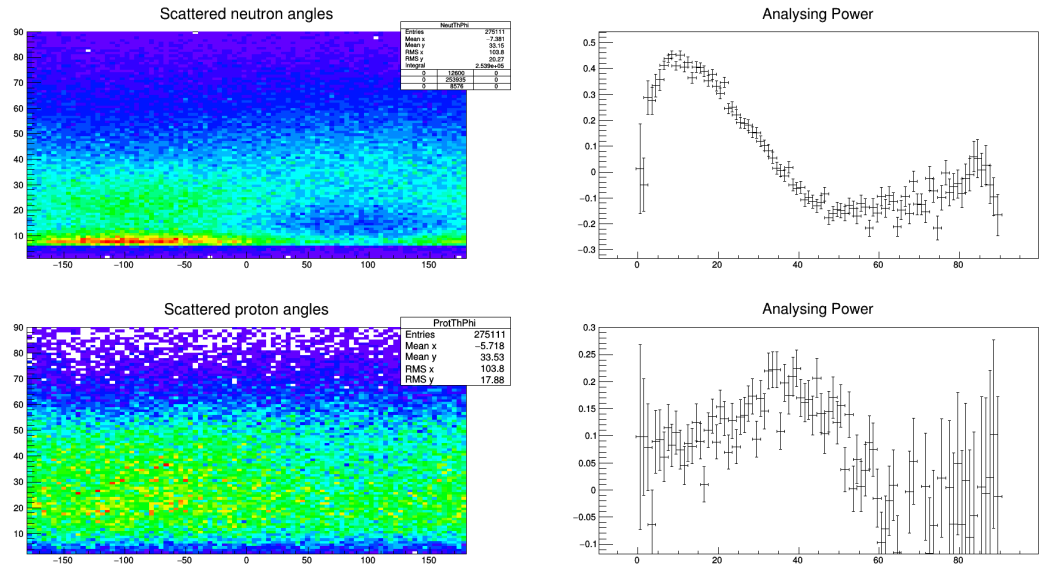 Scattered neutron angles
NeutThPhi
Entries 275111
Mean x −7.381
Mean y 33.15
RMS x 103.8
RMS y 20.27
Integral 2.539e+05
0 12600 0
0 253935 0
0 8576 0
90
80
70
60
50
40
30
20
10
−150 −100 −50 0 50 100 150
Analysing Power
0.5
0.4
0.3
0.2
0.1
0
−0.1
−0.2
−0.3
0 20 40 60 80
Scattered proton angles
ProtThPhi
Entries 275111
Mean x −5.718
Mean y 33.53
RMS x 103.8
RMS y 17.88
90
80
70
60
50
40
30
20
10
−150 −100 −50 0 50 100 150
Analysing Power
0.3
0.25
0.2
0.15
0.1
0.05
0
−0.05
−0.1
0 20 40 60 80